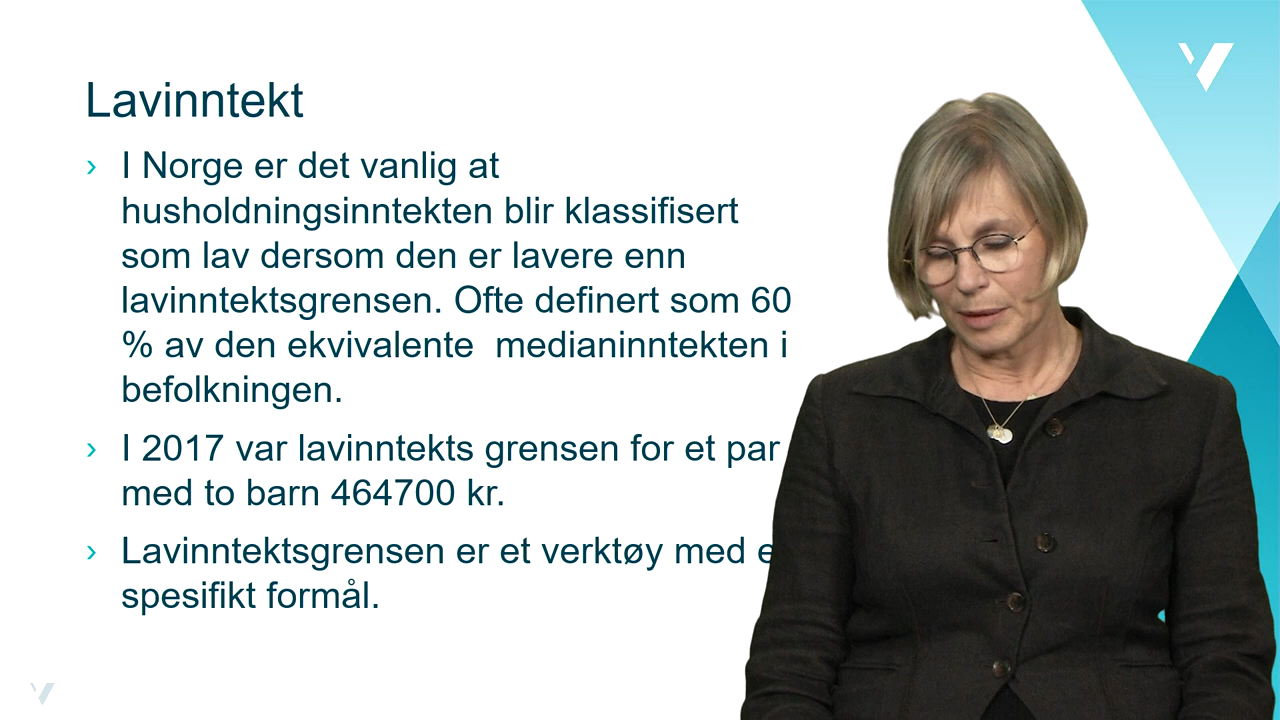 Lavinntekt
› I Norge er det vanlig at
husholdningsinntekten blir klassifisert
som lav dersom den er lavere enn
lavinntektsgrensen. Ofte definert som 60
% av den ekvivalente  medianinntekten i
befolkningen.
› I 2017 var lavinntekts grensen for et par
med to barn 464700 kr.
› Lavinntektsgrensen er et verktøy med
spesifikt formål.